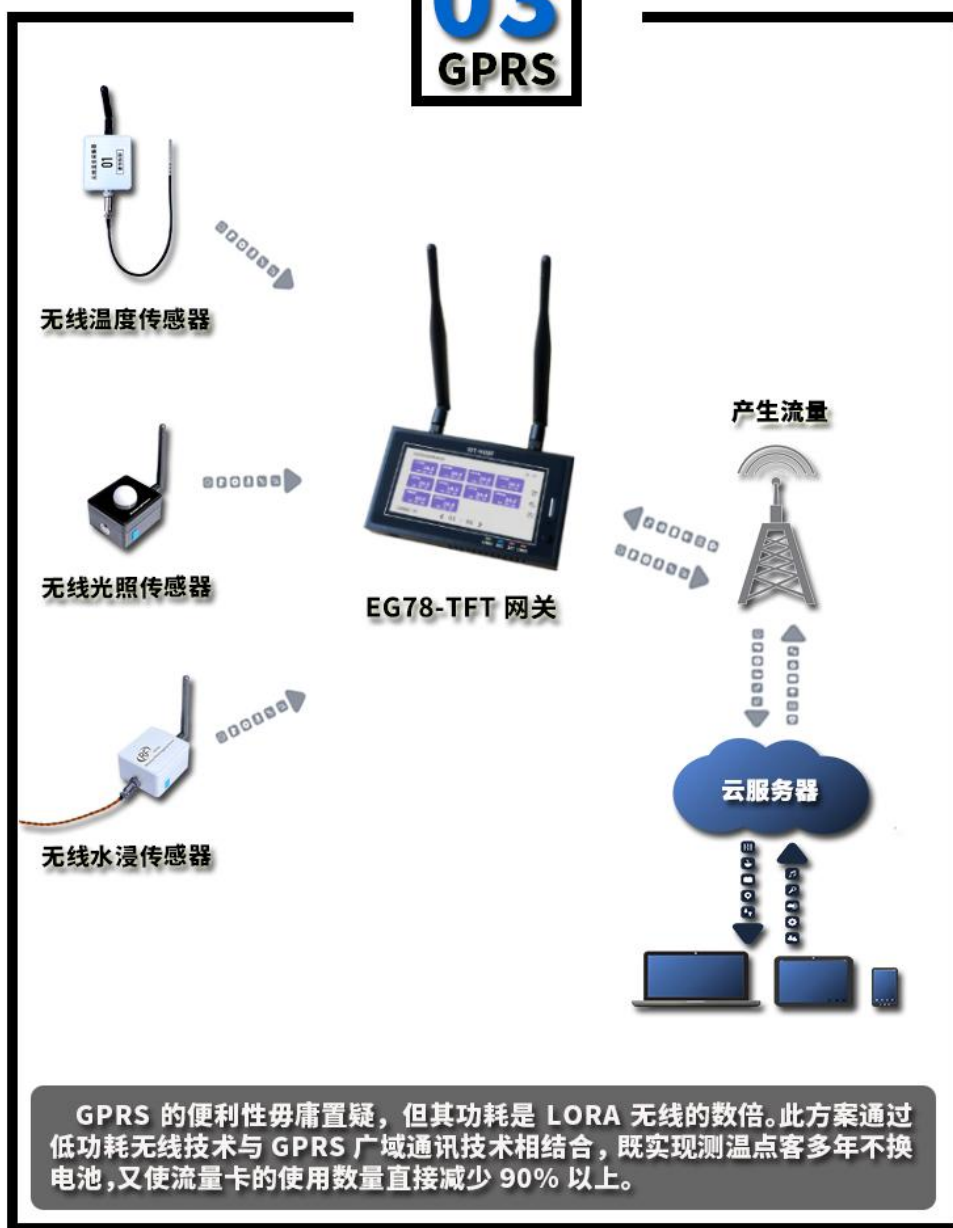 03
GPRS
01
无线温度传感器
产生流量
无线光照传感器
EG78-TFT 网关
云服务器
无线水浸传感器
GPRS 的便利性毋庸置疑，但其功耗是 LORA 无线的数倍。此方案通过
低功耗无线技术与 GPRS 广域通讯技术相结合，既实现测温点客多年不换
电池，又使流量卡的使用数量直接减少 90% 以上。